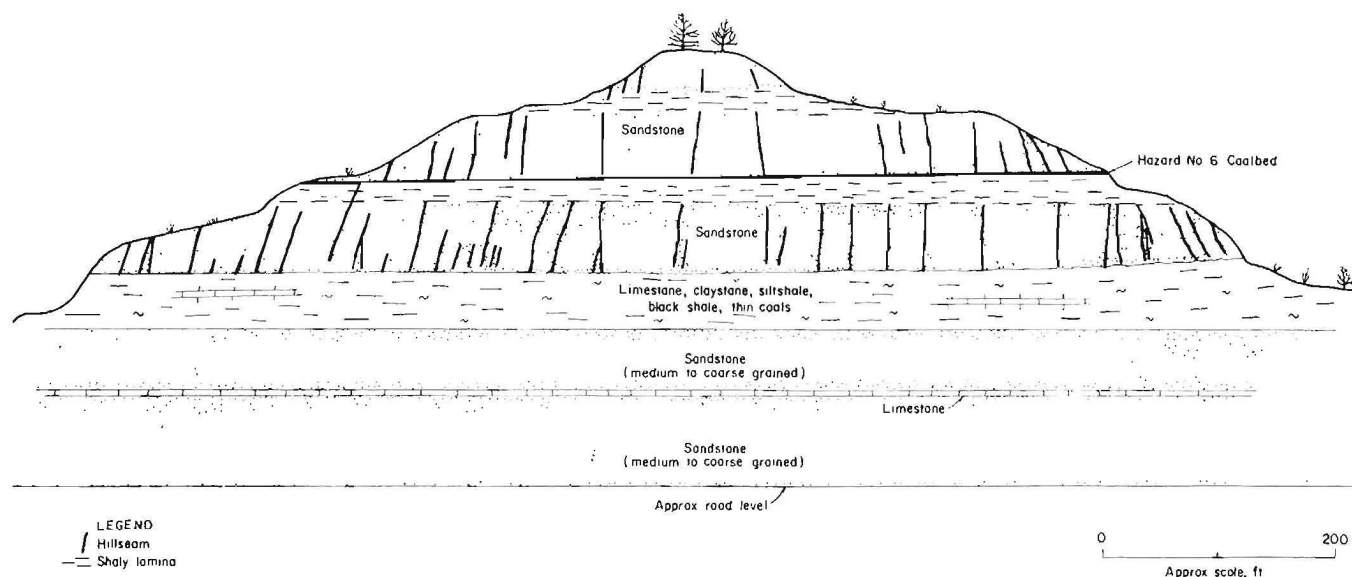 Sandstone
Hazard No 6 Coalbed
Sandstone
Limestone, claystone, siltshale,
black shale, thin coals
Sandstone
(medium to coarse grained)
Limestone
Sandstone
(medium to coarse grained)
Approx road level
LEGEND
Hillseam
Shaly lamina
0 200
Approx scale, ft